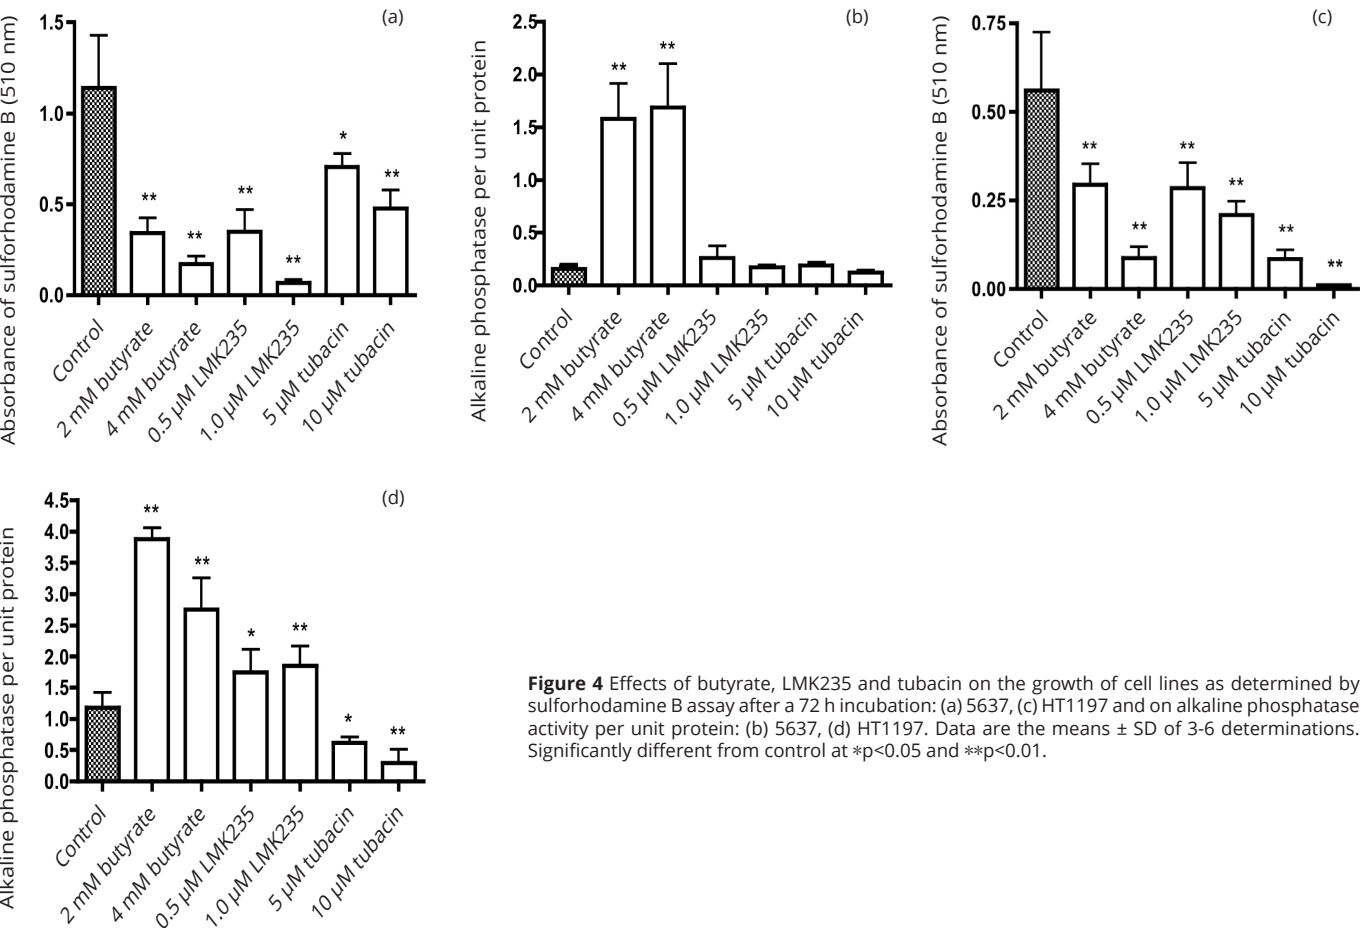 (a)
Absorbance of sulforhodamine B (510 nm)
1.5
1.0
0.5
0.0
**
**
**
**
*
**
Control
2 mM butyrate
4 mM butyrate
0.5 µM LMK235
1.0 µM LMK235
5 µM tubacin
10 µM tubacin
(b)
Alkaline phosphatase per unit protein
2.5
2.0
1.5
1.0
0.5
0.0
**
**
Control
2 mM butyrate
4 mM butyrate
0.5 µM LMK235
1.0 µM LMK235
5 µM tubacin
10 µM tubacin
(c)
Absorbance of sulforhodamine B (510 nm)
0.75
0.50
0.25
0.00
**
**
**
**
**
**
Control
2 mM butyrate
4 mM butyrate
0.5 µM LMK235
1.0 µM LMK235
5 µM tubacin
10 µM tubacin
(d)
Alkaline phosphatase per unit protein
4.5
4.0
3.5
3.0
2.5
2.0
1.5
1.0
0.5
0.0
**
**
*
**
*
**
Control
2 mM butyrate
4 mM butyrate
0.5 µM LMK235
1.0 µM LMK235
5 µM tubacin
10 µM tubacin
Figure 4 Effects of butyrate, LMK235 and tubacin on the growth of cell lines as determined by
sulforhodamine B assay after a 72 h incubation: (a) 5637, (c) HT1197 and on alkaline phosphatase
activity per unit protein: (b) 5637, (d) HT1197. Data are the means ± SD of 3-6 determinations.
Significantly different from control at *p<0.05 and **p<0.01.